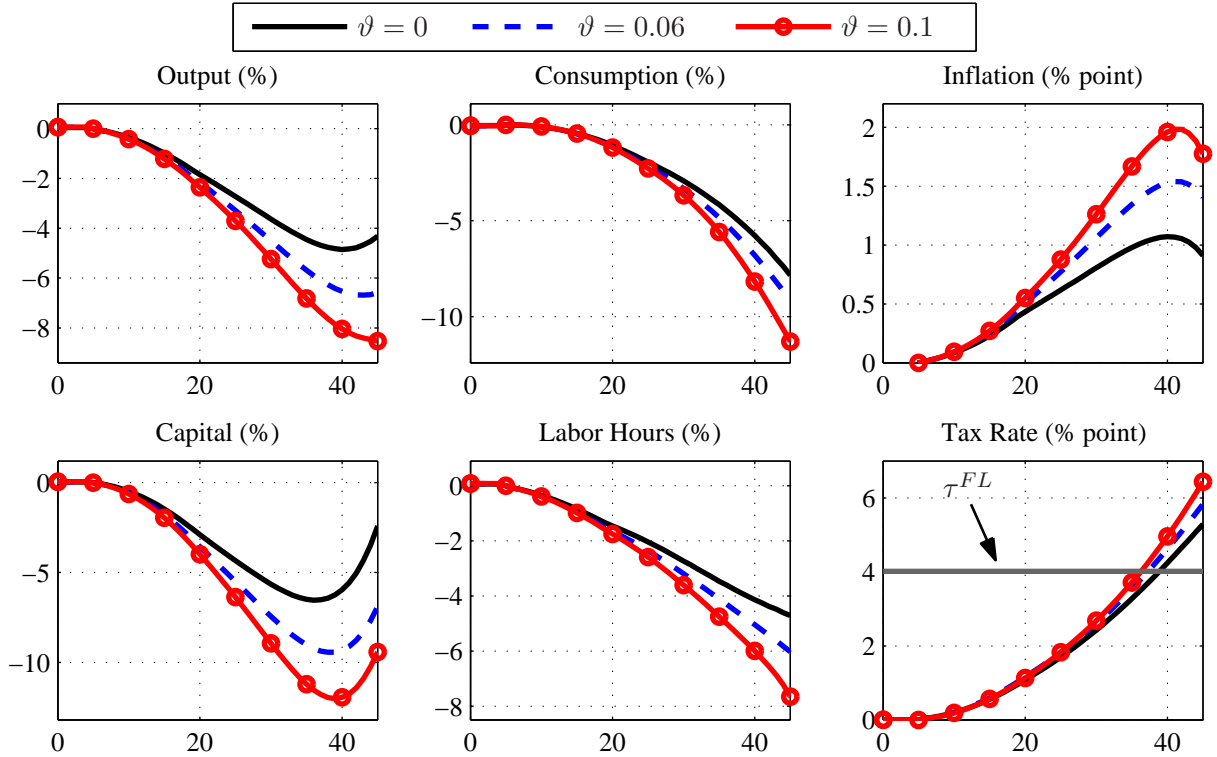 ϑ = 0 ϑ = 0.06 ϑ = 0.1
Output (%)
0
−2
−4
−6
−8
0 20 40
Consumption (%)
0
−5
−10
0 20 40
Inflation (% point)
2
1.5
1
0.5
0
0 20 40
Capital (%)
0
−5
−10
0 20 40
Labor Hours (%)
0
−2
−4
−6
−8
0 20 40
Tax Rate (% point)
τ^{FL}
6
4
2
0
0 20 40